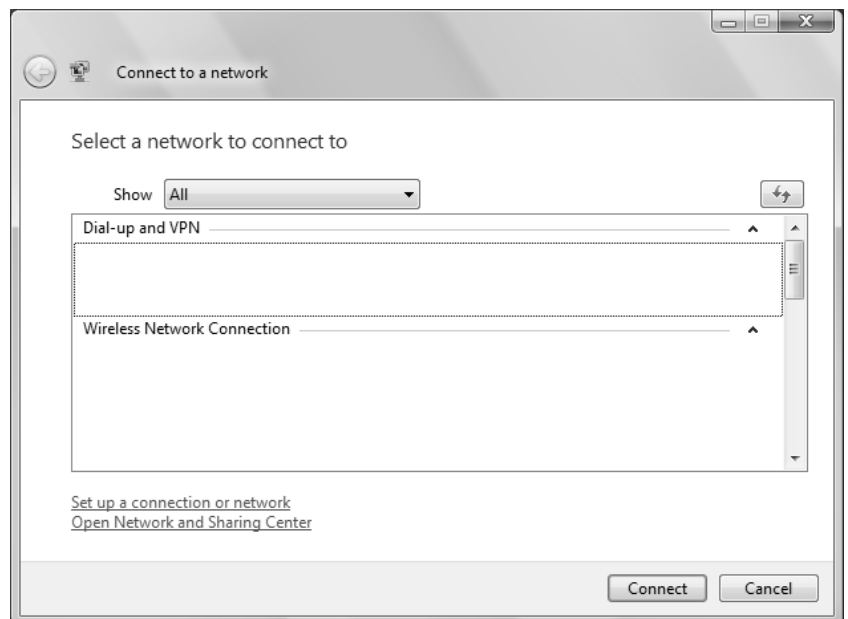 Connect to a network
Select a network to connect to
Show All
Dial-up and VPN
Wireless Network Connection
Set up a connection or network
Open Network and Sharing Center
Connect Cancel